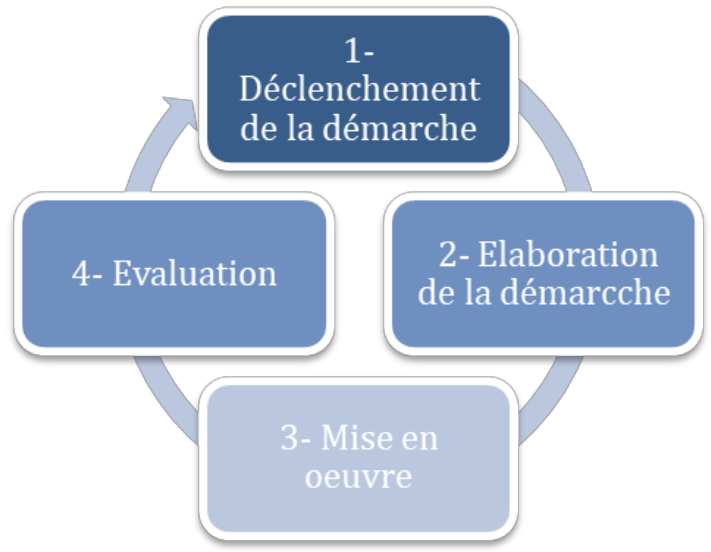 1-
Déclenchement
de la démarche
2- Elaboration
de la démarcche
3- Mise en
oeuvre
4- Evaluation